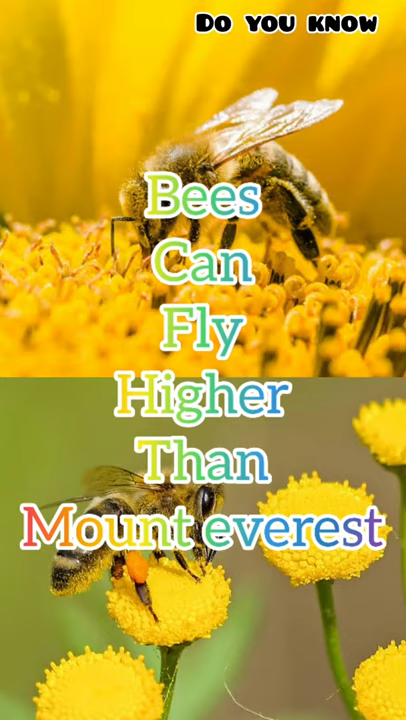 Do you know
Bees
Can
Fly
Higher
Than
Mount everest